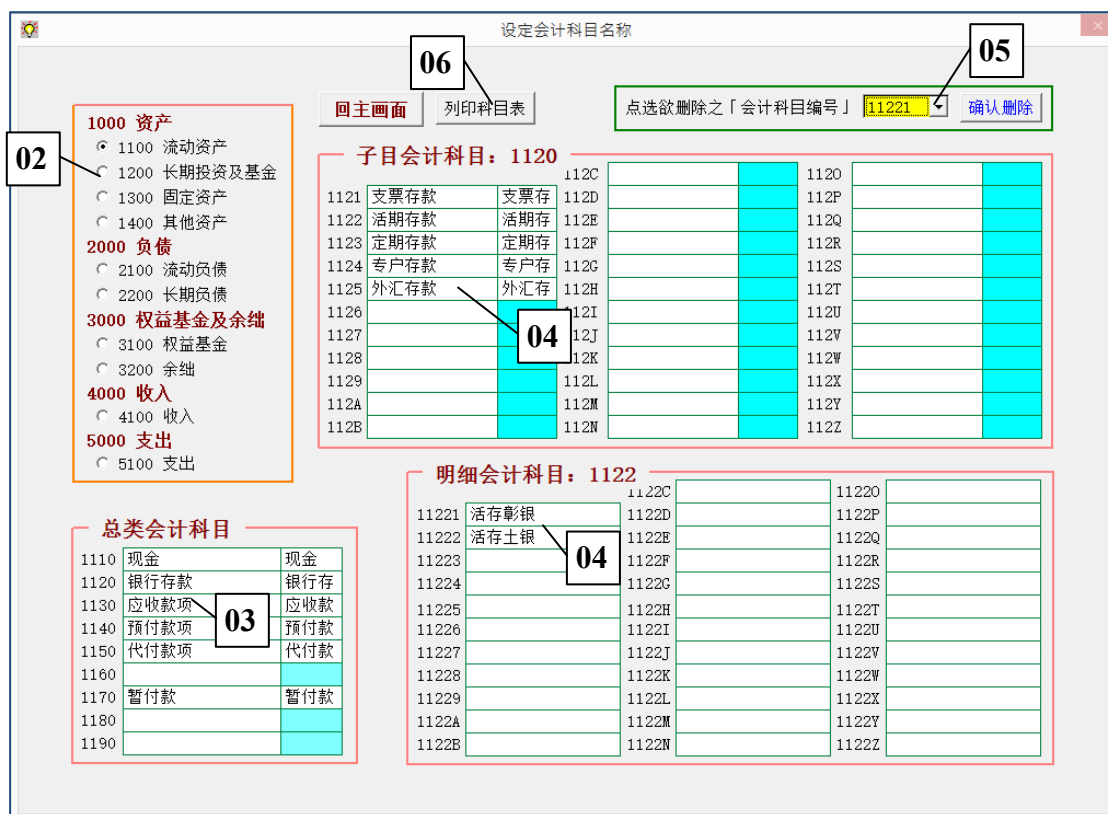 设定会计科目名称
×
06
05
回主画面
列印科目表
点选欲删除之「会计科目编号」
11221
确认删除
02
1000 资产
1100 流动资产
1200 长期投资及基金
1300 固定资产
1400 其他资产
2000 负债
2100 流动负债
2200 长期负债
3000 权益基金及余绌
3100 权益基金
3200 余绌
4000 收入
4100 收入
5000 支出
5100 支出
子目会计科目：1120
112C 112O
1121 支票存款 支票存 112D 112P
1122 活期存款 活期存 112E 112Q
1123 定期存款 定期存 112F 112R
1124 专户存款 专户存 112G 112S
1125 外汇存款 外汇存 112H 112T
1126 112I 112U
1127 112J 112V
1128 112K 112W
1129 112L 112X
112A 112M 112Y
112B 112N 112Z
04
总类会计科目
1110 现金 现金
1120 银行存款 银行存
1130 应收款项 应收款
1140 预付款项 预付款
1150 代付款项 代付款
1160
1170 暂付款 暂付款
1180
1190
03
明细会计科目：1122
1122C 1122O
11221 活存彰银 1122D 1122P
11222 活存土银 1122E 1122Q
11223 1122F 1122R
11224 1122G 1122S
11225 1122H 1122T
11226 1122I 1122U
11227 1122J 1122V
11228 1122K 1122W
11229 1122L 1122X
1122A 1122M 1122Y
1122B 1122N 1122Z
04